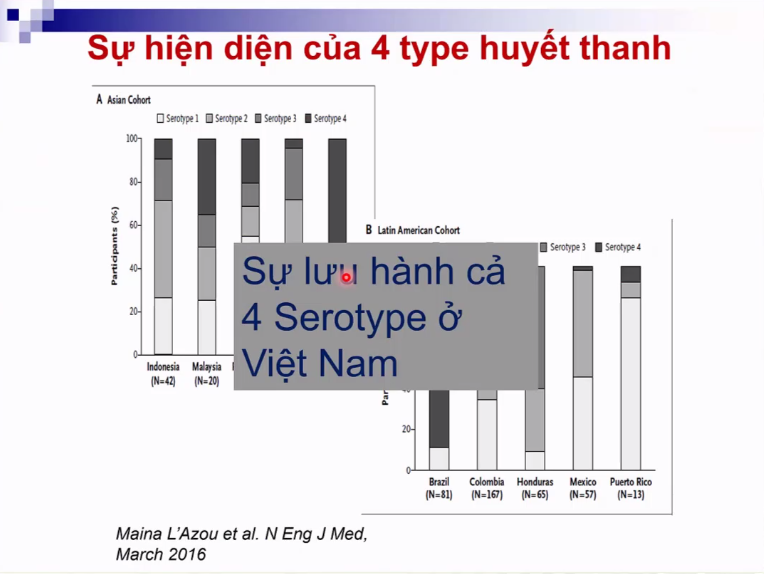 Sự hiện diện của 4 type huyết thanh
A Asian Cohort
Serotype 1 Serotype 2 Serotype 3 Serotype 4
100
80
60
40
20
0
Participants (%)
Indonesia
(N=42)
Malaysia
(N=20)
B Latin American Cohort
Serotype 3 Serotype 4
Sự lưu hành cả
4 Serotype ở
Việt Nam
20
0
Brazil
(N=81)
Colombia
(N=167)
Honduras
(N=65)
Mexico
(N=57)
Puerto Rico
(N=13)
Maina L’Azou et al. N Eng J Med,
March 2016